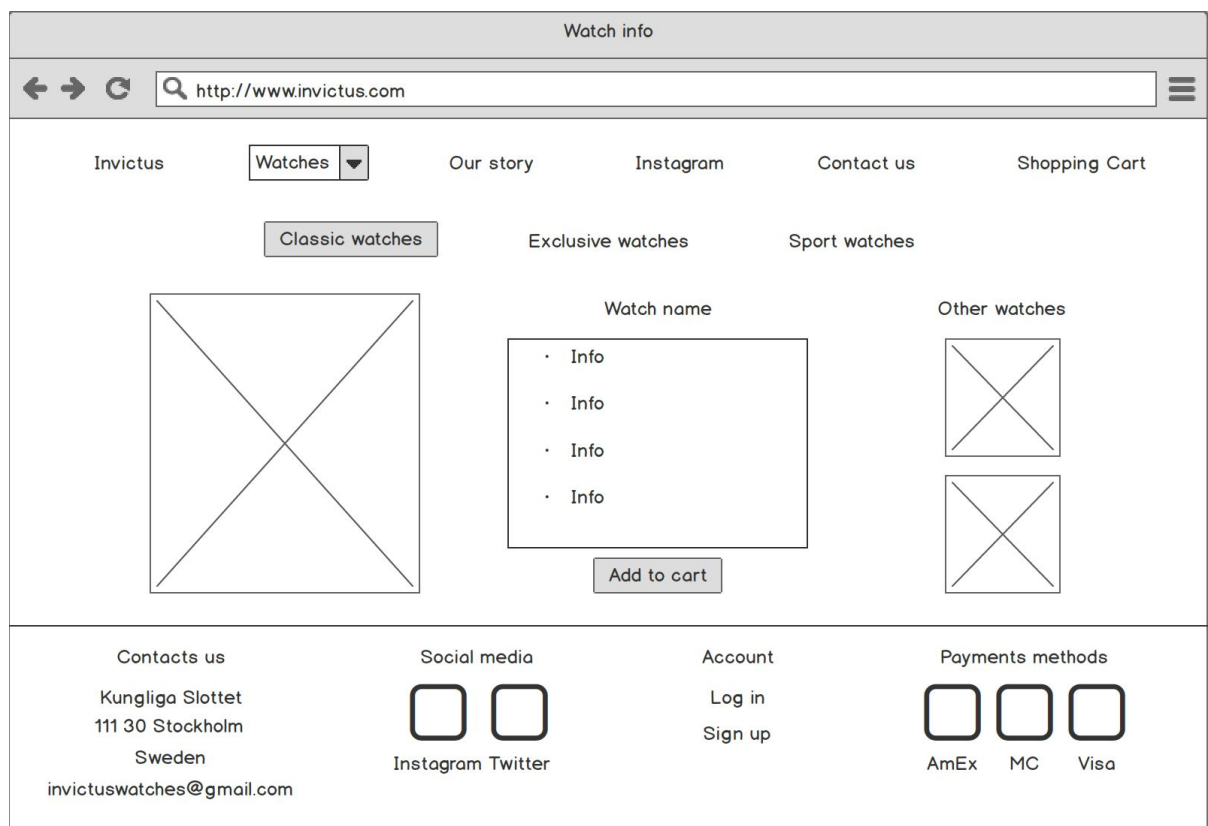 Watch info
http://www.invictus.com
Invictus Watches Our story Instagram Contact us Shopping Cart
Classic watches Exclusive watches Sport watches
Watch name Other watches
· Info
· Info
· Info
· Info
Add to cart
Contacts us Social media Account Payments methods
Kungliga Slottet Log in
111 30 Stockholm Sign up
Sweden Instagram Twitter AmEx MC Visa
invictuswatches@gmail.com